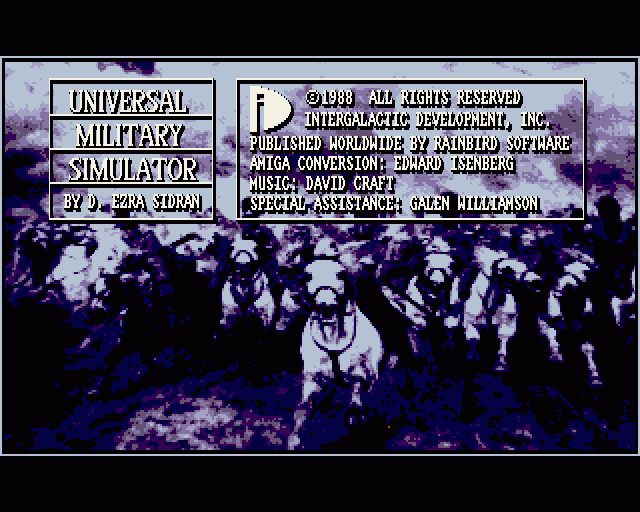 UNIVERSAL
MILITARY
SIMULATOR
BY D. EZRA SIDRAN
©1988 ALL RIGHTS RESERVED
INTERGALACTIC DEVELOPMENT, INC.
PUBLISHED WORLDWIDE BY RAINBIRD SOFTWARE
AMIGA CONVERSION: EDWARD ISENBERG
MUSIC: DAVID CRAFT
SPECIAL ASSISTANCE: GALEN WILLIAMSON